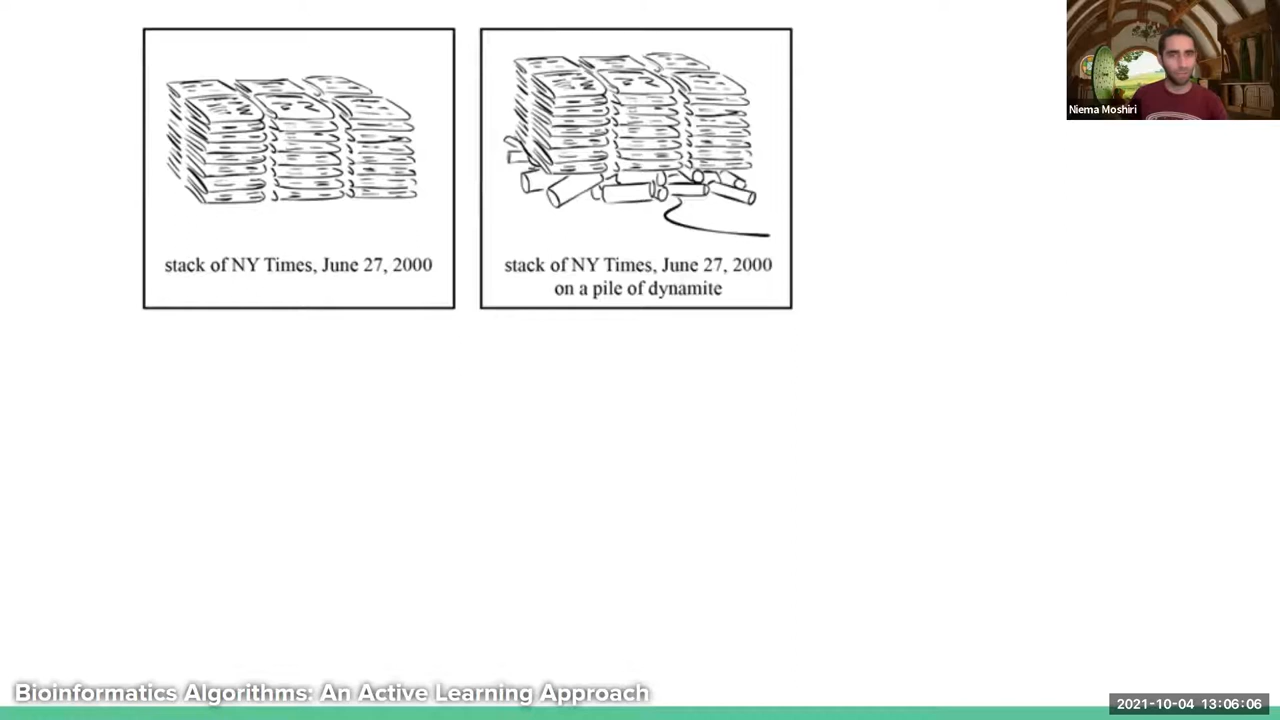 Niema Moshiri
stack of NY Times, June 27, 2000
stack of NY Times, June 27, 2000
on a pile of dynamite
Bioinformatics Algorithms: An Active Learning Approach
2021-10-04 13:06:06